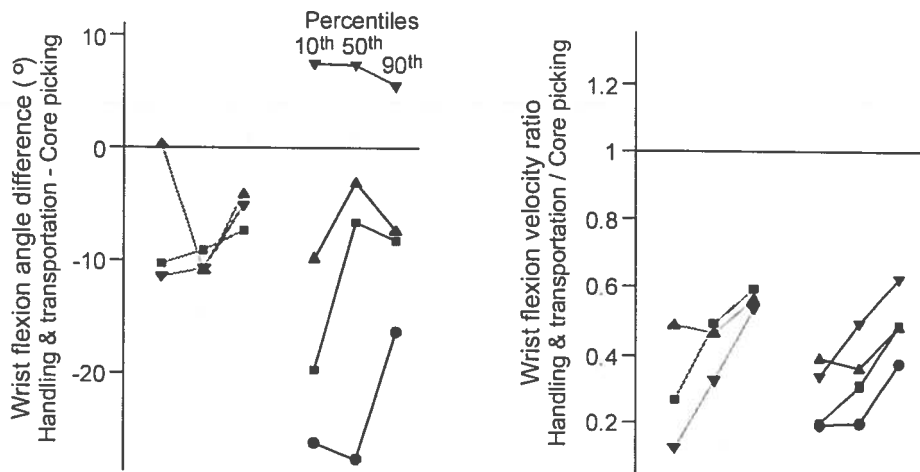 Wrist flexion angle difference (º)
Handling & transportation - Core picking
10
0
-10
-20
Percentiles
10th 50th
90th
Wrist flexion velocity ratio
Handling & transportation / Core picking
1.2
1
0.8
0.6
0.4
0.2